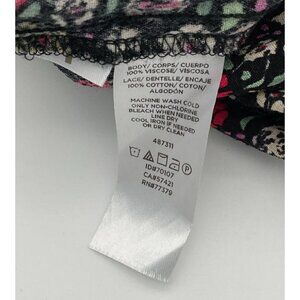 BODY/ CORPS/ CUERPO
100% VISCOSE/ VISCOSA
LACE/ DENTELLE/ ENCAJE
100% COTTON/ COTON/
ALGODÓN
MACHINE WASH COLD
ONLY NON-CHLORINE
BLEACH WHEN NEEDED
LINE DRY
COOL IRON IF NEEDED
OR DRY CLEAN
487311
ID#70107
CA#57421
RN#77379